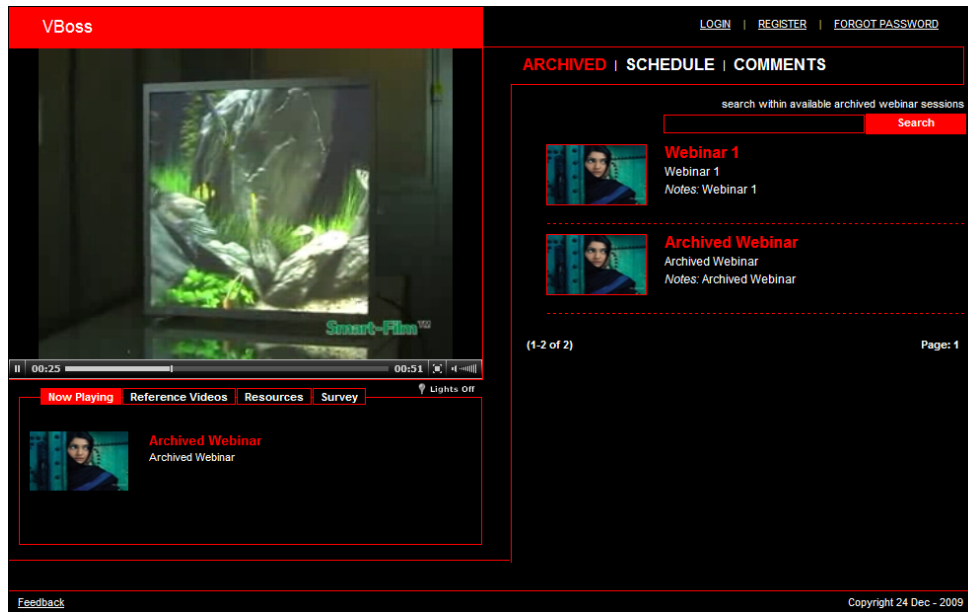 VBoss
LOGIN | REGISTER | FORGOT PASSWORD
ARCHIVED | SCHEDULE | COMMENTS
search within available archived webinar sessions
Search
Webinar 1
Webinar 1
Notes: Webinar 1
Archived Webinar
Archived Webinar
Notes: Archived Webinar
(1-2 of 2)
Page: 1
Smart-Film™
00:25
00:51
Lights Off
Now Playing
Reference Videos
Resources
Survey
Archived Webinar
Archived Webinar
Feedback
Copyright 24 Dec - 2009